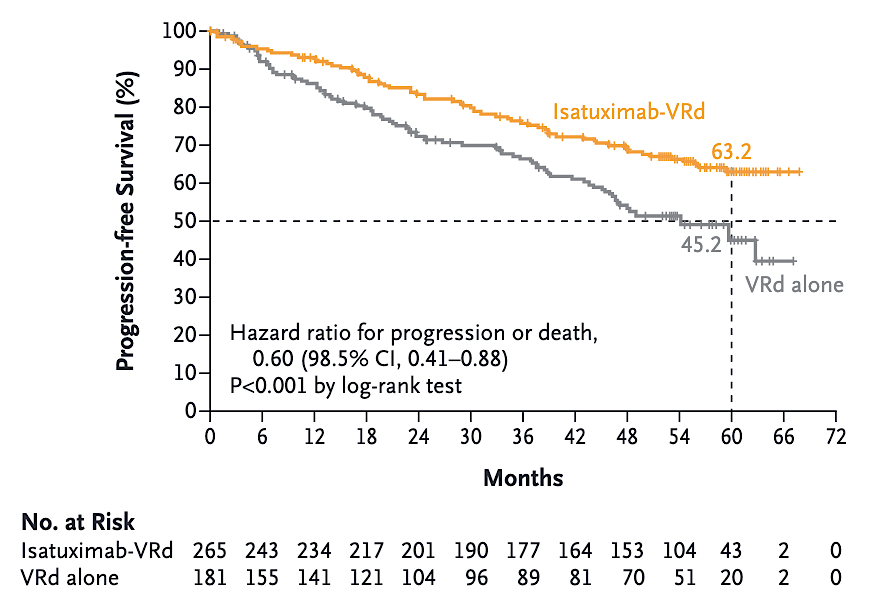 Progression-free Survival (%)
100
90
80
70
60
50
40
30
20
10
0
Isatuximab-VRd
63.2
45.2
VRd alone
Hazard ratio for progression or death,
0.60 (98.5% CI, 0.41–0.88)
P<0.001 by log-rank test
0 6 12 18 24 30 36 42 48 54 60 66 72
Months
No. at Risk
Isatuximab-VRd 265 243 234 217 201 190 177 164 153 104 43 2 0
VRd alone 181 155 141 121 104 96 89 81 70 51 20 2 0